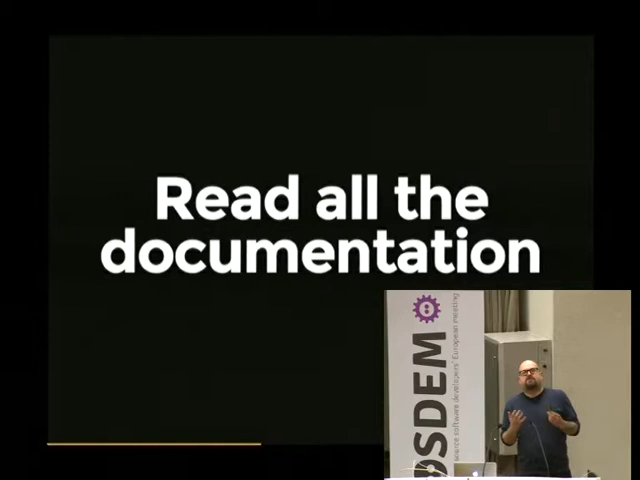 Read all the
documentation
OSDEM
source software developers' European meeting